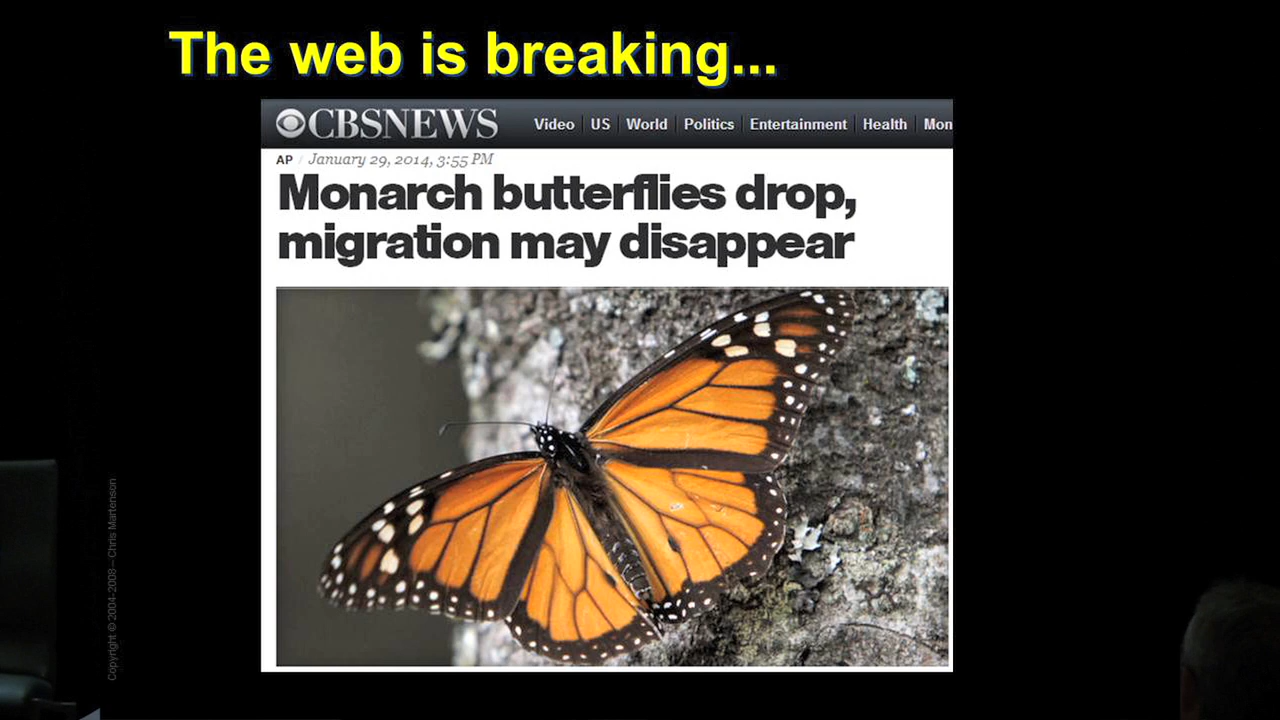 The web is breaking...
CBSNEWS
Video US World Politics Entertainment Health Mon
AP / January 29, 2014, 3:55 PM
Monarch butterflies drop,
migration may disappear
Copyright © 2004-2008 – Chris Martenson